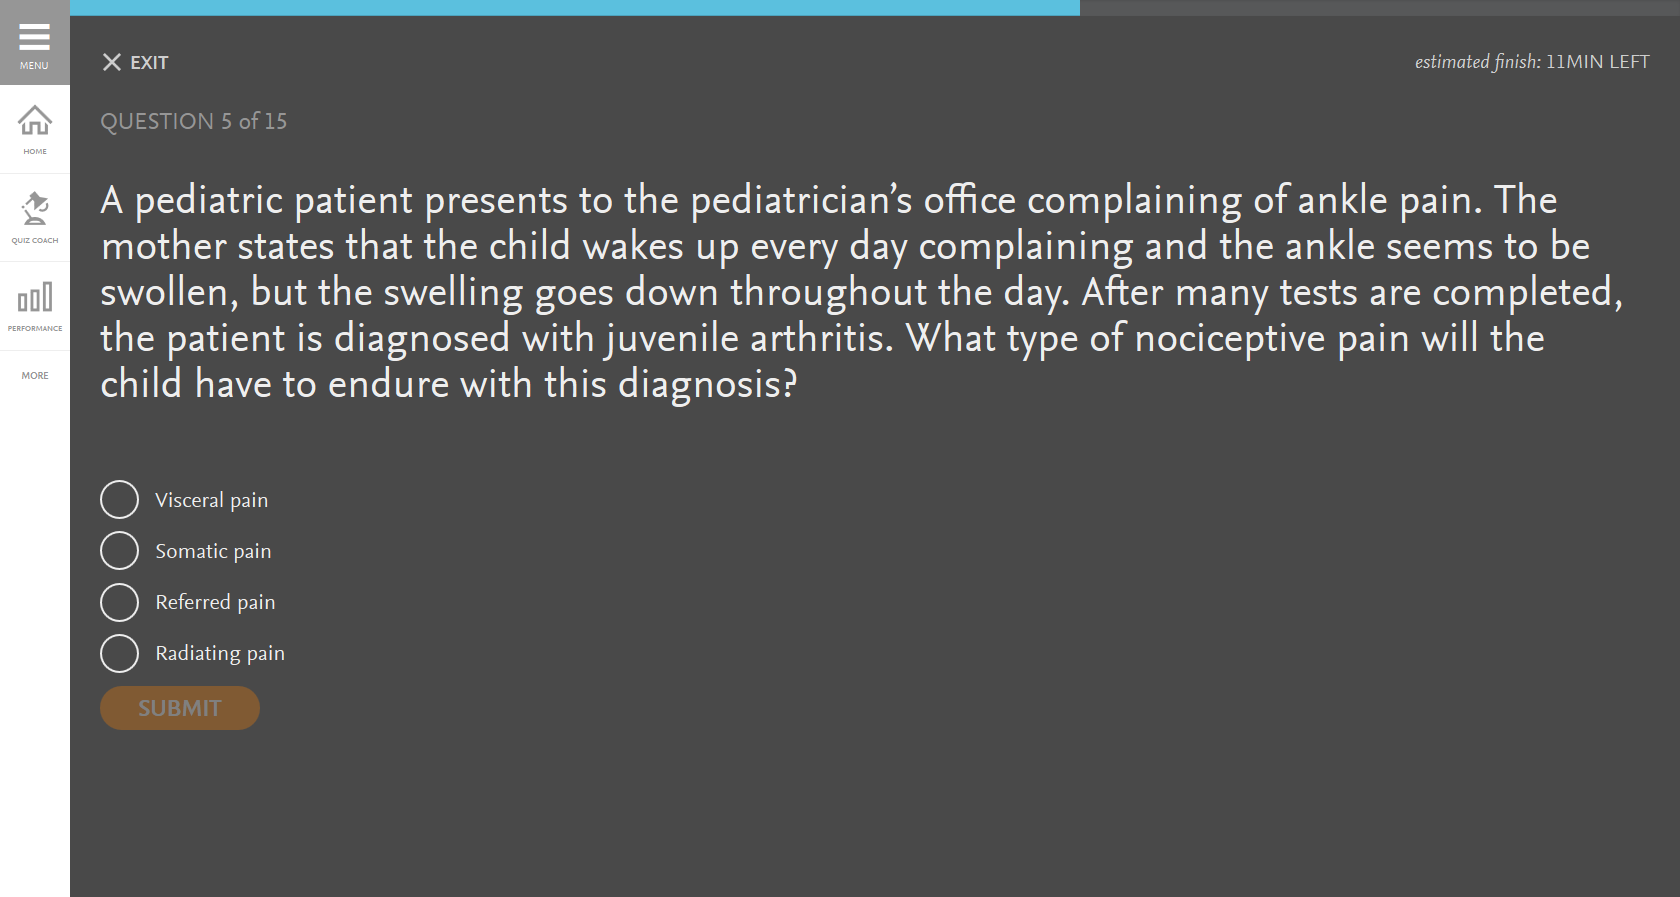 MENU
HOME
QUIZ COACH
PERFORMANCE
MORE
EXIT
estimated finish: 11MIN LEFT
QUESTION 5 of 15
A pediatric patient presents to the pediatrician’s office complaining of ankle pain. The
mother states that the child wakes up every day complaining and the ankle seems to be
swollen, but the swelling goes down throughout the day. After many tests are completed,
the patient is diagnosed with juvenile arthritis. What type of nociceptive pain will the
child have to endure with this diagnosis?
Visceral pain
Somatic pain
Referred pain
Radiating pain
SUBMIT